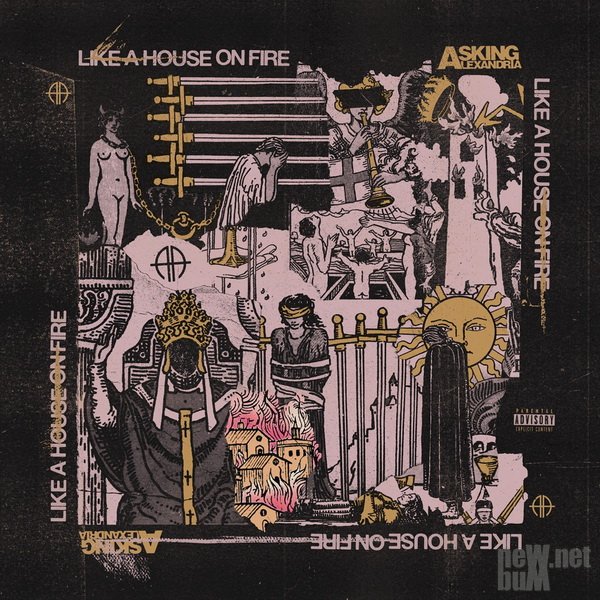 LIKE A HOUSE ON FIRE
ASKING
ALEXANDRIA
LIKE A HOUSE ON FIRE
LIKE A HOUSE ON FIRE
PARENTAL
ADVISORY
EXPLICIT CONTENT
ASKING
ALEXANDRIA
LIKE A HOUSE ON FIRE
new
album.net